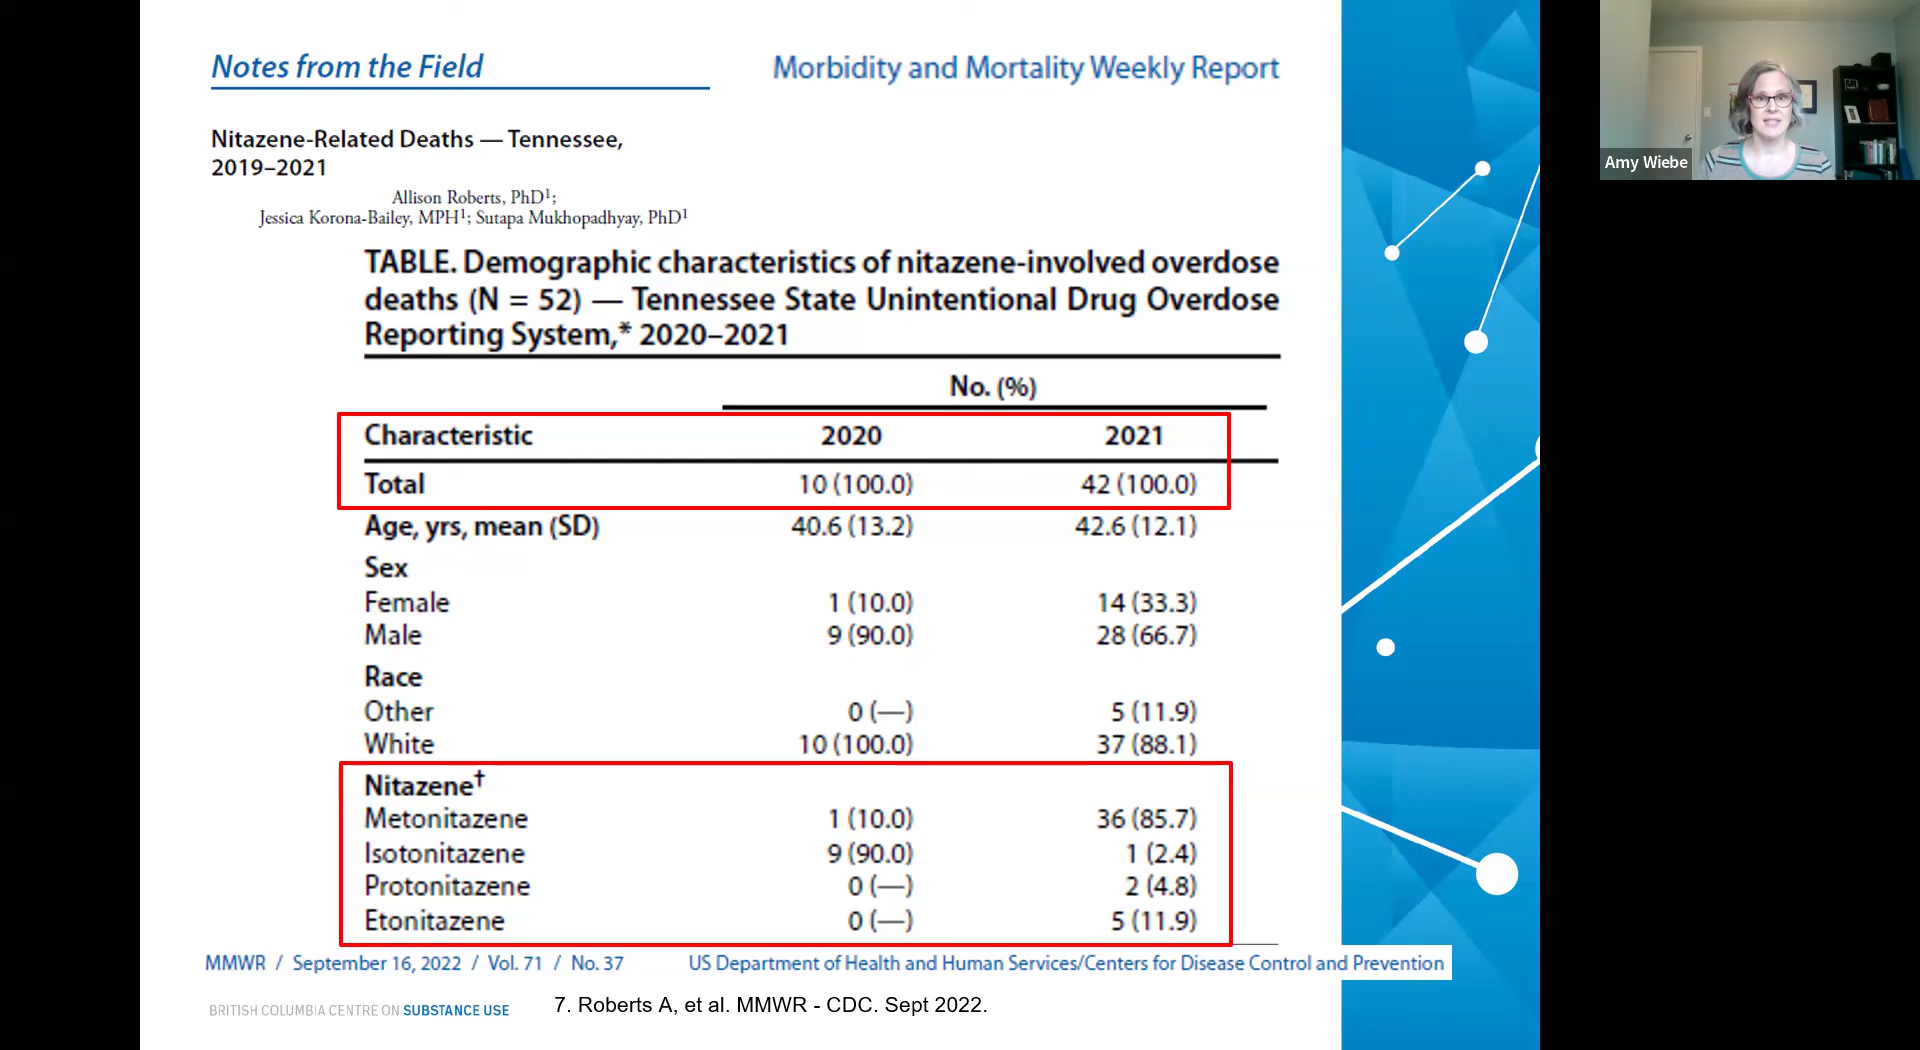 Notes from the Field
Morbidity and Mortality Weekly Report
Nitazene-Related Deaths — Tennessee,
2019–2021
Allison Roberts, PhD1;
Jessica Korona-Bailey, MPH1; Sutapa Mukhopadhyay, PhD1
TABLE. Demographic characteristics of nitazene-involved overdose
deaths (N = 52) — Tennessee State Unintentional Drug Overdose
Reporting System,* 2020–2021
No. (%)
Characteristic 2020 2021
Total 10 (100.0) 42 (100.0)
Age, yrs, mean (SD) 40.6 (13.2) 42.6 (12.1)
Sex
Female 1 (10.0) 14 (33.3)
Male 9 (90.0) 28 (66.7)
Race
Other 0 (—) 5 (11.9)
White 10 (100.0) 37 (88.1)
Nitazene†
Metonitazene 1 (10.0) 36 (85.7)
Isotonitazene 9 (90.0) 1 (2.4)
Protonitazene 0 (—) 2 (4.8)
Etonitazene 0 (—) 5 (11.9)
MMWR / September 16, 2022 / Vol. 71 / No. 37 US Department of Health and Human Services/Centers for Disease Control and Prevention
BRITISH COLUMBIA CENTRE ON SUBSTANCE USE
7. Roberts A, et al. MMWR - CDC. Sept 2022.
Amy Wiebe